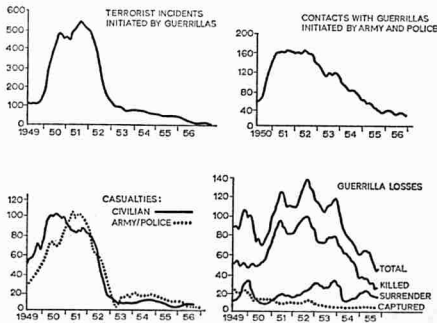 TERRORIST INCIDENTS
INITIATED BY GUERRILLAS
600
500
400
300
200
100
0
1949 50 51 52 53 54 55 56
CONTACTS WITH GUERRILLAS
INITIATED BY ARMY AND POLICE
200
160
120
80
40
0
1950 51 52 53 54 55 56
CASUALTIES:
CIVILIAN
ARMY/POLICE
120
100
80
60
40
20
0
1949 50 51 52 53 54 55 56
GUERRILLA LOSSES
140
120
100
80
60
40
20
0
TOTAL
KILLED
SURRENDER
CAPTURED
1949 50 51 52 53 54 55